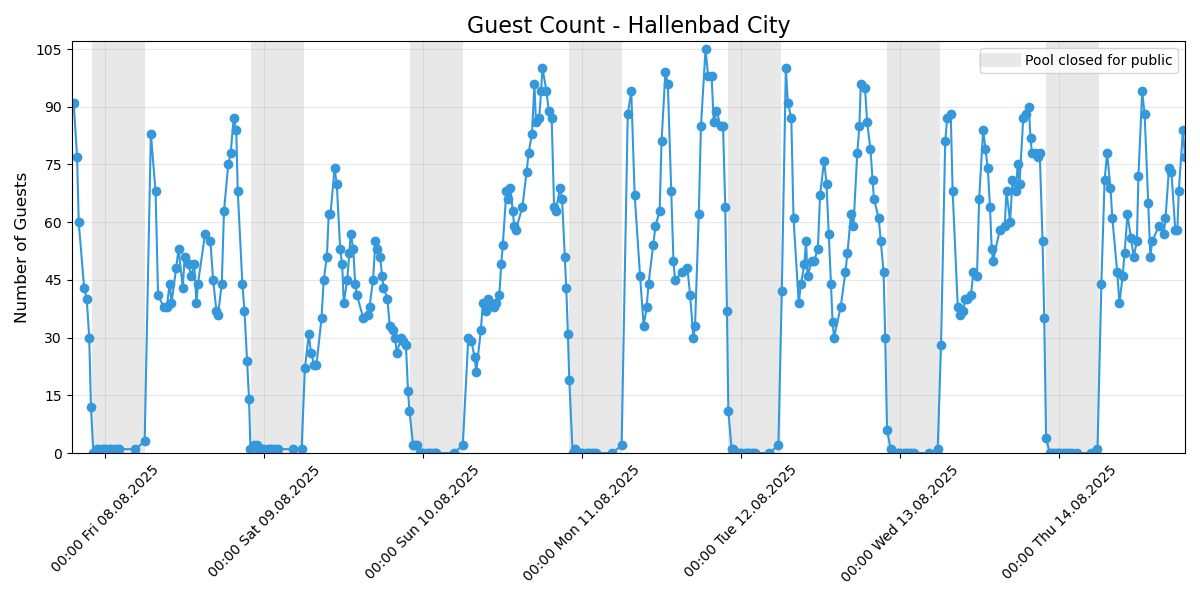 Guest Count - Hallenbad City
Pool closed for public
Number of Guests
105
90
75
60
45
30
15
0
00:00 Fri 08.08.2025
00:00 Sat 09.08.2025
00:00 Sun 10.08.2025
00:00 Mon 11.08.2025
00:00 Tue 12.08.2025
00:00 Wed 13.08.2025
00:00 Thu 14.08.2025